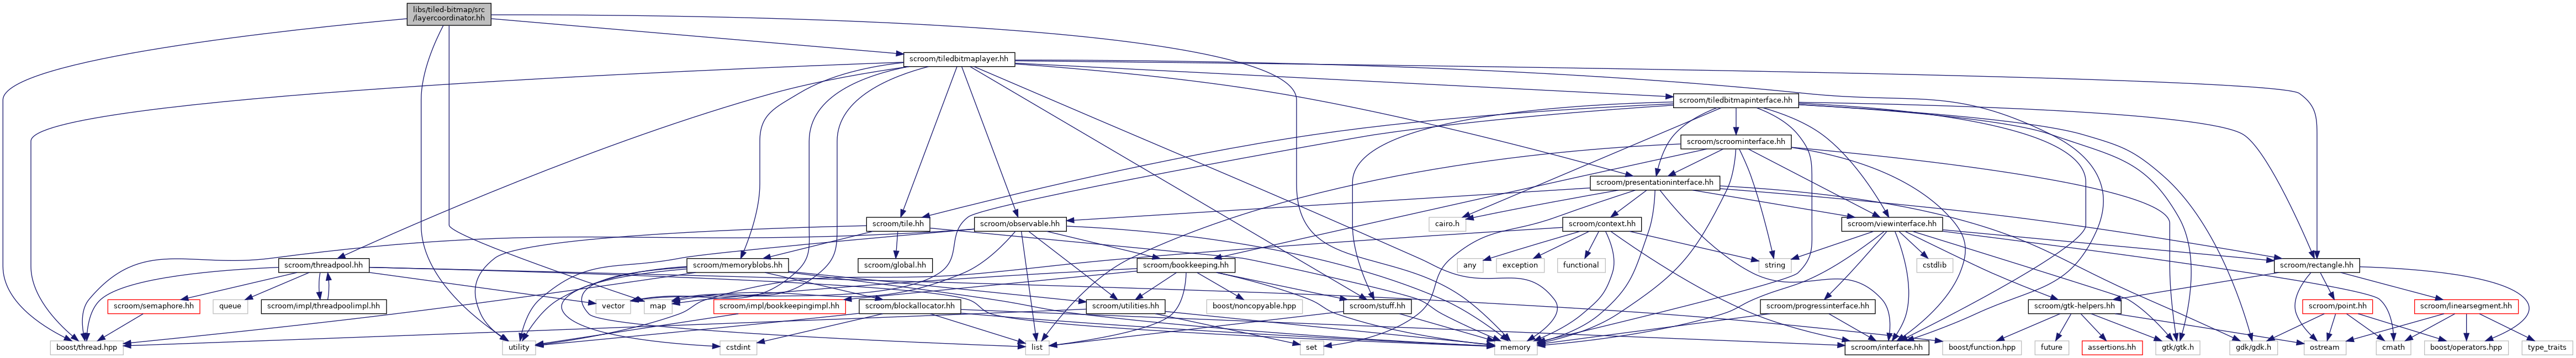 libs/tiled-bitmap/src
/layercoordinator.hh
scroom/tiledbitmaplayer.hh
scroom/tiledbitmapinterface.hh
scroom/scroominterface.hh
scroom/presentationinterface.hh
scroom/tile.hh
scroom/observable.hh
cairo.h
scroom/context.hh
scroom/viewinterface.hh
scroom/threadpool.hh
scroom/memoryblobs.hh
scroom/global.hh
scroom/bookkeeping.hh
any
exception
functional
string
cstdlib
scroom/rectangle.hh
scroom/semaphore.hh
queue
scroom/impl/threadpoolimpl.hh
vector
map
scroom/impl/bookkeepingimpl.hh
scroom/blockallocator.hh
scroom/utilities.hh
boost/noncopyable.hpp
scroom/stuff.hh
scroom/progressinterface.hh
scroom/gtk-helpers.hh
scroom/point.hh
scroom/linearsegment.hh
boost/thread.hpp
utility
cstdint
list
set
memory
scroom/interface.hh
boost/function.hpp
future
assertions.hh
gtk/gtk.h
gdk/gdk.h
ostream
cmath
boost/operators.hpp
type_traits